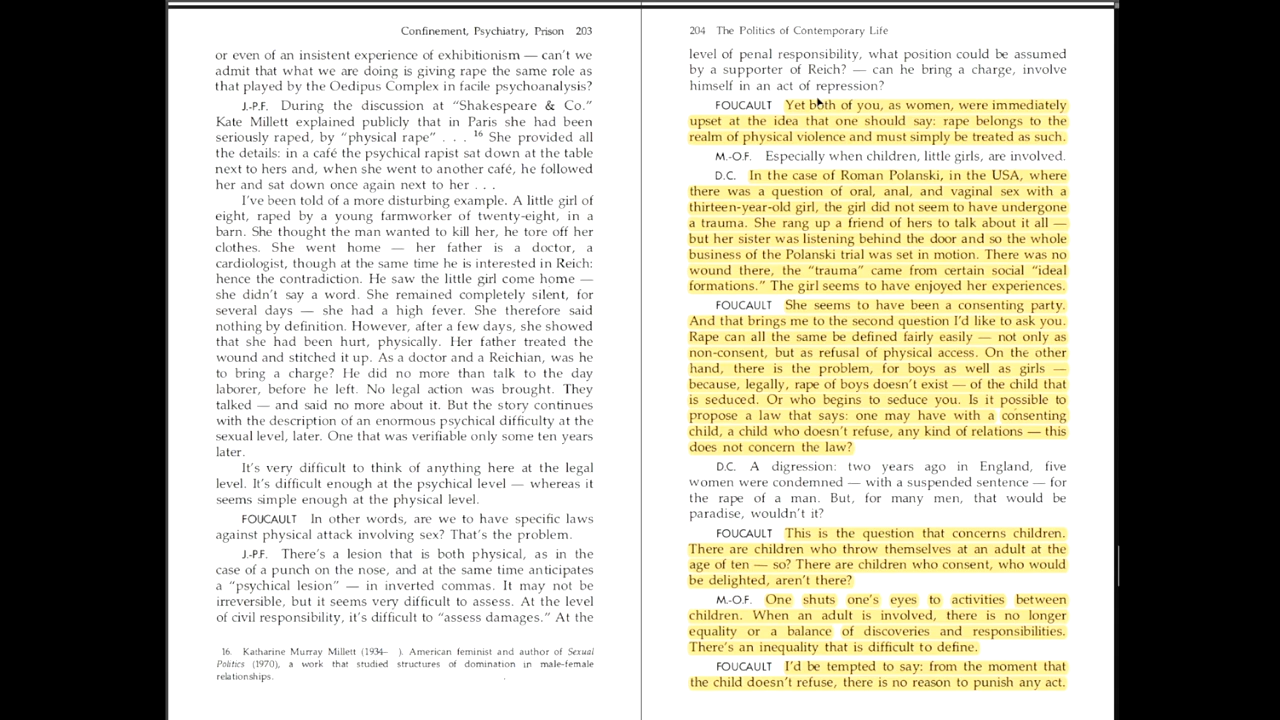 Confinement, Psychiatry, Prison 203
or even of an insistent experience of exhibitionism — can't we
admit that what we are doing is giving rape the same role as
that played by the Oedipus Complex in facile psychoanalysis?
J.-P.F. During the discussion at "Shakespeare & Co."
Kate Millett explained publicly that in Paris she had been
seriously raped, by "physical rape" . . . 16 She provided all
the details: in a café the psychical rapist sat down at the table
next to hers and, when she went to another café, he followed
her and sat down once again next to her . . .
I've been told of a more disturbing example. A little girl of
eight, raped by a young farmworker of twenty-eight, in a
barn. She thought the man wanted to kill her, he tore off her
clothes. She went home — her father is a doctor, a
cardiologist, though at the same time he is interested in Reich:
hence the contradiction. He saw the little girl come home —
she didn't say a word. She remained completely silent, for
several days — she had a high fever. She therefore said
nothing by definition. However, after a few days, she showed
that she had been hurt, physically. Her father treated the
wound and stitched it up. As a doctor and a Reichian, was he
to bring a charge? He did no more than talk to the day
laborer, before he left. No legal action was brought. They
talked — and said no more about it. But the story continues
with the description of an enormous psychical difficulty at the
sexual level, later. One that was verifiable only some ten years
later.
It's very difficult to think of anything here at the legal
level. It's difficult enough at the psychical level — whereas it
seems simple enough at the physical level.
FOUCAULT In other words, are we to have specific laws
against physical attack involving sex? That's the problem.
J.-P.F. There's a lesion that is both physical, as in the
case of a punch on the nose, and at the same time anticipates
a "psychical lesion" — in inverted commas. It may not be
irreversible, but it seems very difficult to assess. At the level
of civil responsibility, it's difficult to "assess damages." At the
16. Katharine Murray Millett (1934– ). American feminist and author of Sexual
Politics (1970), a work that studied structures of domination in male-female
relationships.
204 The Politics of Contemporary Life
level of penal responsibility, what position could be assumed
by a supporter of Reich? — can he bring a charge, involve
himself in an act of repression?
FOUCAULT Yet both of you, as women, were immediately
upset at the idea that one should say: rape belongs to the
realm of physical violence and must simply be treated as such.
M.-O.F. Especially when children, little girls, are involved.
D.C. In the case of Roman Polanski, in the USA, where
there was a question of oral, anal, and vaginal sex with a
thirteen-year-old girl, the girl did not seem to have undergone
a trauma. She rang up a friend of hers to talk about it all —
but her sister was listening behind the door and so the whole
business of the Polanski trial was set in motion. There was no
wound there, the "trauma" came from certain social "ideal
formations." The girl seems to have enjoyed her experiences.
FOUCAULT She seems to have been a consenting party.
And that brings me to the second question I'd like to ask you.
Rape can all the same be defined fairly easily — not only as
non-consent, but as refusal of physical access. On the other
hand, there is the problem, for boys as well as girls —
because, legally, rape of boys doesn't exist — of the child that
is seduced. Or who begins to seduce you. Is it possible to
propose a law that says: one may have with a consenting
child, a child who doesn't refuse, any kind of relations — this
does not concern the law?
D.C. A digression: two years ago in England, five
women were condemned — with a suspended sentence — for
the rape of a man. But, for many men, that would be
paradise, wouldn't it?
FOUCAULT This is the question that concerns children.
There are children who throw themselves at an adult at the
age of ten — so? There are children who consent, who would
be delighted, aren't there?
M.-O.F. One shuts one's eyes to activities between
children. When an adult is involved, there is no longer
equality or a balance of discoveries and responsibilities.
There's an inequality that is difficult to define.
FOUCAULT I'd be tempted to say: from the moment that
the child doesn't refuse, there is no reason to punish any act.